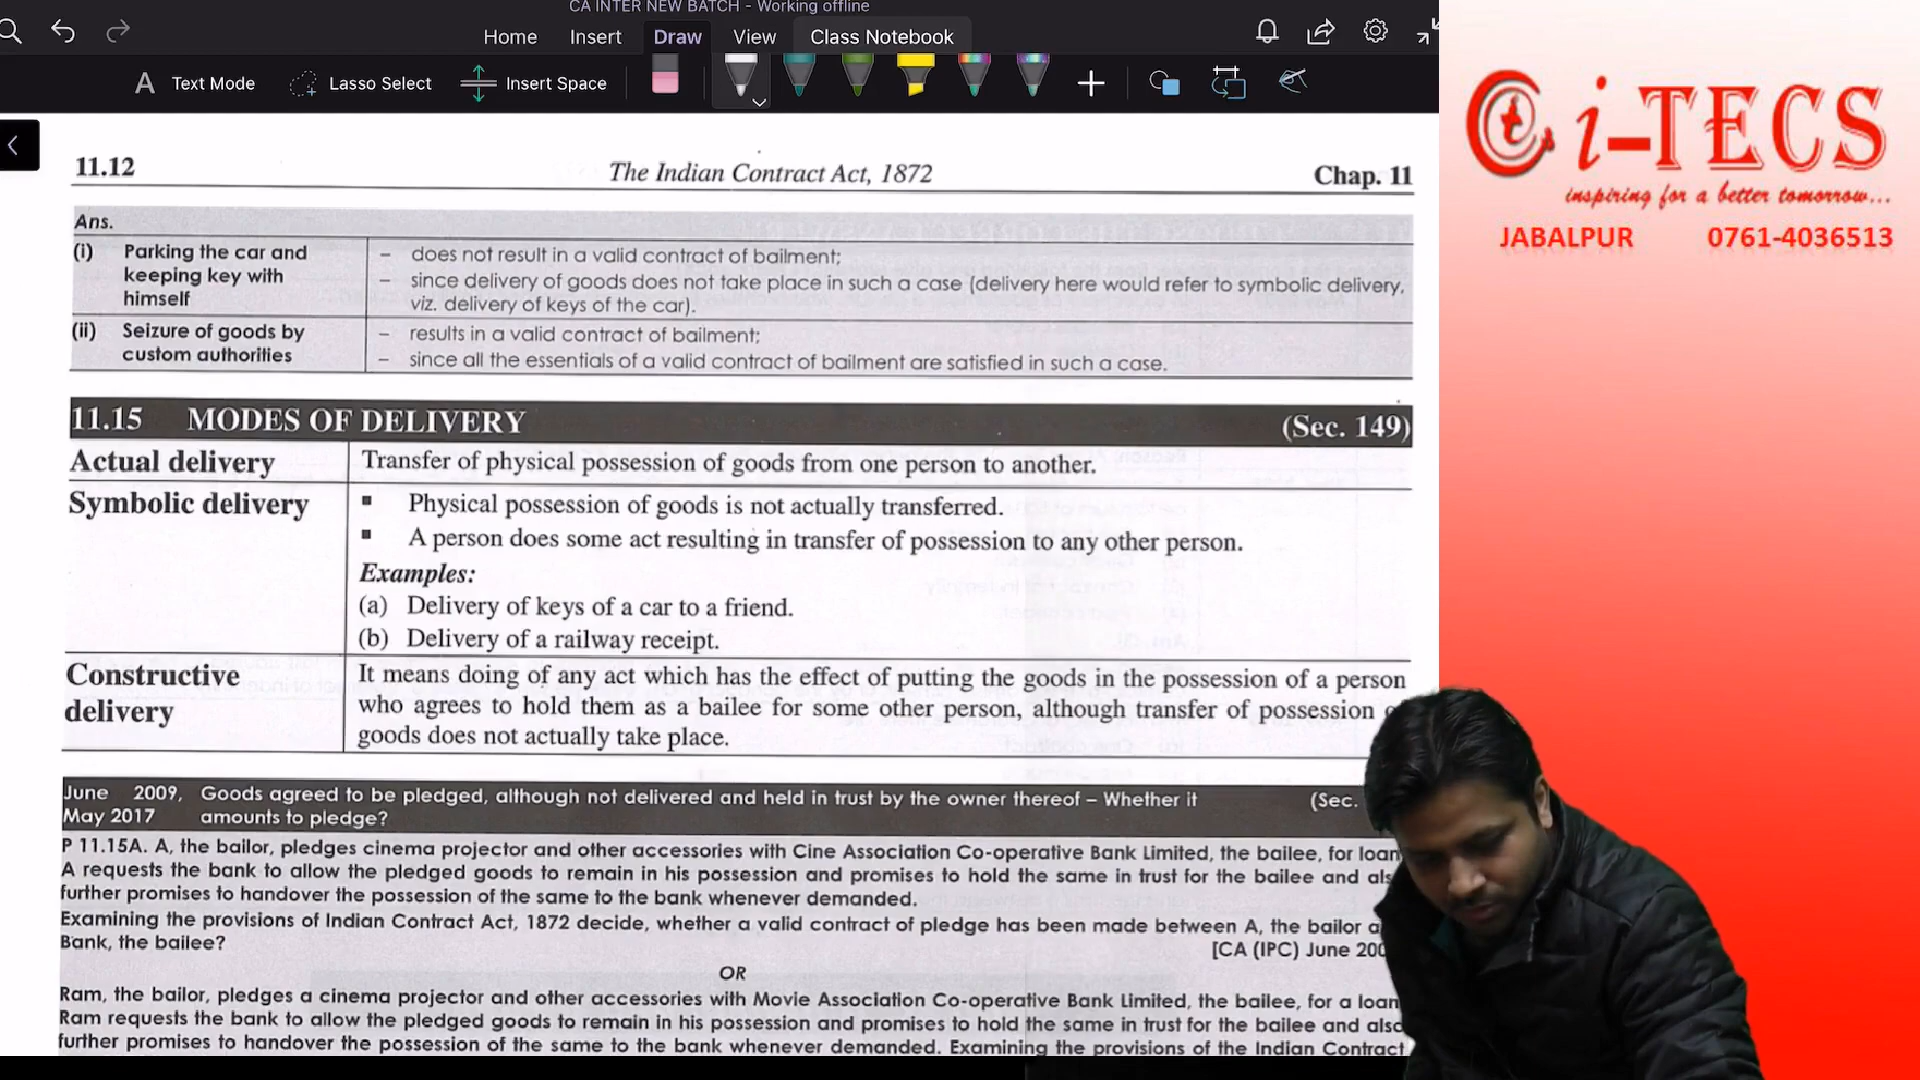 CA INTER NEW BATCH - Working offline
Home Insert Draw View Class Notebook
Text Mode Lasso Select Insert Space
11.12 The Indian Contract Act, 1872 Chap. 11
Ans.
(i) Parking the car and keeping key with himself
– does not result in a valid contract of bailment;
– since delivery of goods does not take place in such a case (delivery here would refer to symbolic delivery,
viz. delivery of keys of the car).
(ii) Seizure of goods by custom authorities
– results in a valid contract of bailment;
– since all the essentials of a valid contract of bailment are satisfied in such a case.
11.15 MODES OF DELIVERY (Sec. 149)
Actual delivery Transfer of physical possession of goods from one person to another.
Symbolic delivery ▪ Physical possession of goods is not actually transferred.
▪ A person does some act resulting in transfer of possession to any other person.
Examples:
(a) Delivery of keys of a car to a friend.
(b) Delivery of a railway receipt.
Constructive delivery
It means doing of any act which has the effect of putting the goods in the possession of a person
who agrees to hold them as a bailee for some other person, although transfer of possession
goods does not actually take place.
June 2009, Goods agreed to be pledged, although not delivered and held in trust by the owner thereof – Whether it (Sec.
May 2017 amounts to pledge?
P 11.15A. A, the bailor, pledges cinema projector and other accessories with Cine Association Co-operative Bank Limited, the bailee, for loan
A requests the bank to allow the pledged goods to remain in his possession and promises to hold the same in trust for the bailee and als
further promises to handover the possession of the same to the bank whenever demanded.
Examining the provisions of Indian Contract Act, 1872 decide, whether a valid contract of pledge has been made between A, the bailor a
Bank, the bailee?
[CA (IPC) June 200
OR
Ram, the bailor, pledges a cinema projector and other accessories with Movie Association Co-operative Bank Limited, the bailee, for a loan
Ram requests the bank to allow the pledged goods to remain in his possession and promises to hold the same in trust for the bailee and also
further promises to handover the possession of the same to the bank whenever demanded. Examining the provisions of the Indian Contract
i-TECS
inspiring for a better tomorrow...
JABALPUR 0761-4036513